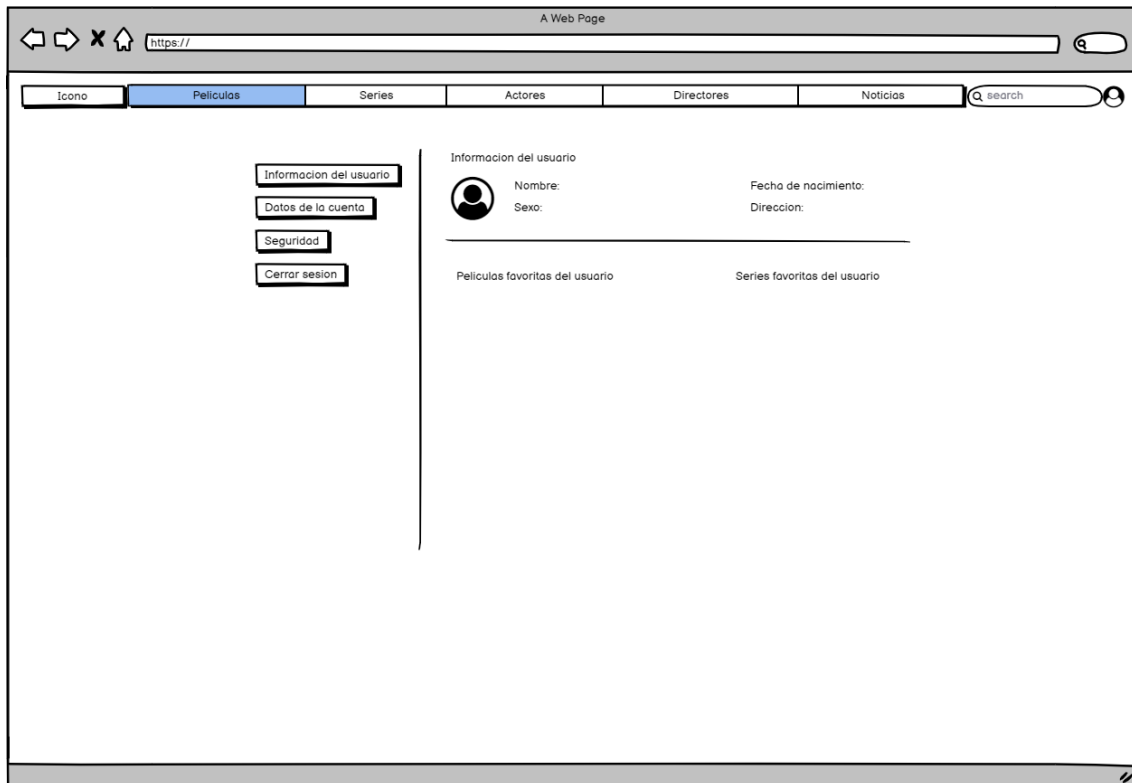 A Web Page
https://
Icono Peliculas Series Actores Directores Noticias search
Informacion del usuario
Datos de la cuenta
Seguridad
Cerrar sesion
Informacion del usuario
Nombre: Fecha de nacimiento:
Sexo: Direccion:
Peliculas favoritas del usuario Series favoritas del usuario